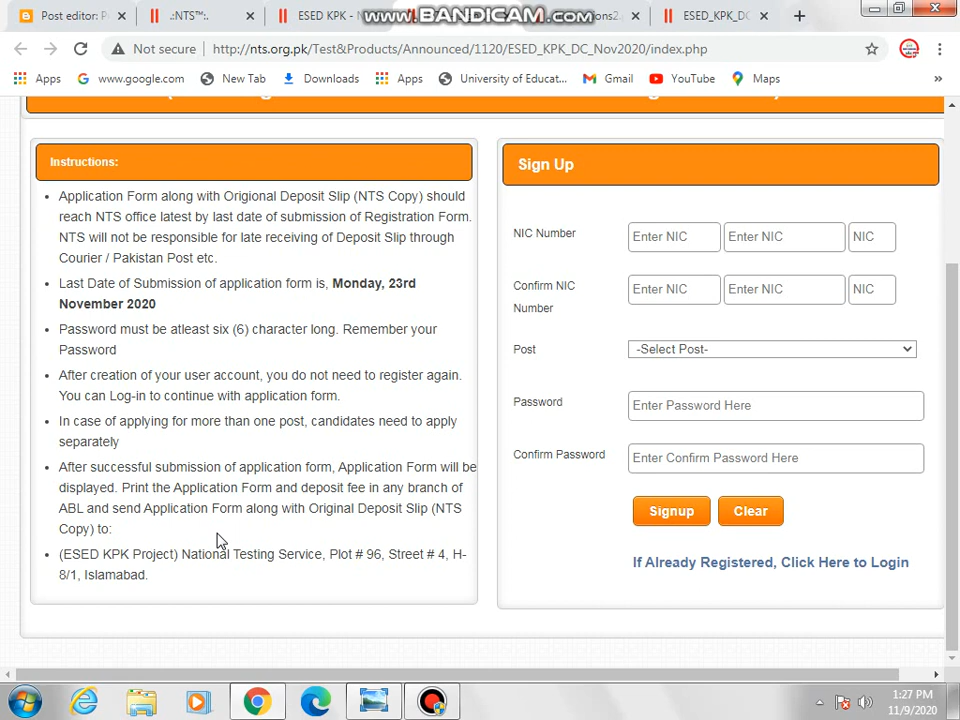 Post editor: P
.:NTS™:.
ESED KPK - N
www.BANDICAM.com
ions2.
ESED_KPK_DC
Not secure
http://nts.org.pk/Test&Products/Announced/1120/ESED_KPK_DC_Nov2020/index.php
Apps
www.google.com
New Tab
Downloads
Apps
University of Educat...
Gmail
YouTube
Maps
»
Instructions:
• Application Form along with Origional Deposit Slip (NTS Copy) should
reach NTS office latest by last date of submission of Registration Form.
NTS will not be responsible for late receiving of Deposit Slip through
Courier / Pakistan Post etc.
• Last Date of Submission of application form is, Monday, 23rd
November 2020
• Password must be atleast six (6) character long. Remember your
Password
• After creation of your user account, you do not need to register again.
You can Log-in to continue with application form.
• In case of applying for more than one post, candidates need to apply
separately
• After successful submission of application form, Application Form will be
displayed. Print the Application Form and deposit fee in any branch of
ABL and send Application Form along with Original Deposit Slip (NTS
Copy) to:
• (ESED KPK Project) National Testing Service, Plot # 96, Street # 4, H-
8/1, Islamabad.
Sign Up
NIC Number
Enter NIC
Enter NIC
NIC
Confirm NIC
Number
Enter NIC
Enter NIC
NIC
Post
-Select Post-
Password
Enter Password Here
Confirm Password
Enter Confirm Password Here
Signup
Clear
If Already Registered, Click Here to Login
1:27 PM
11/9/2020